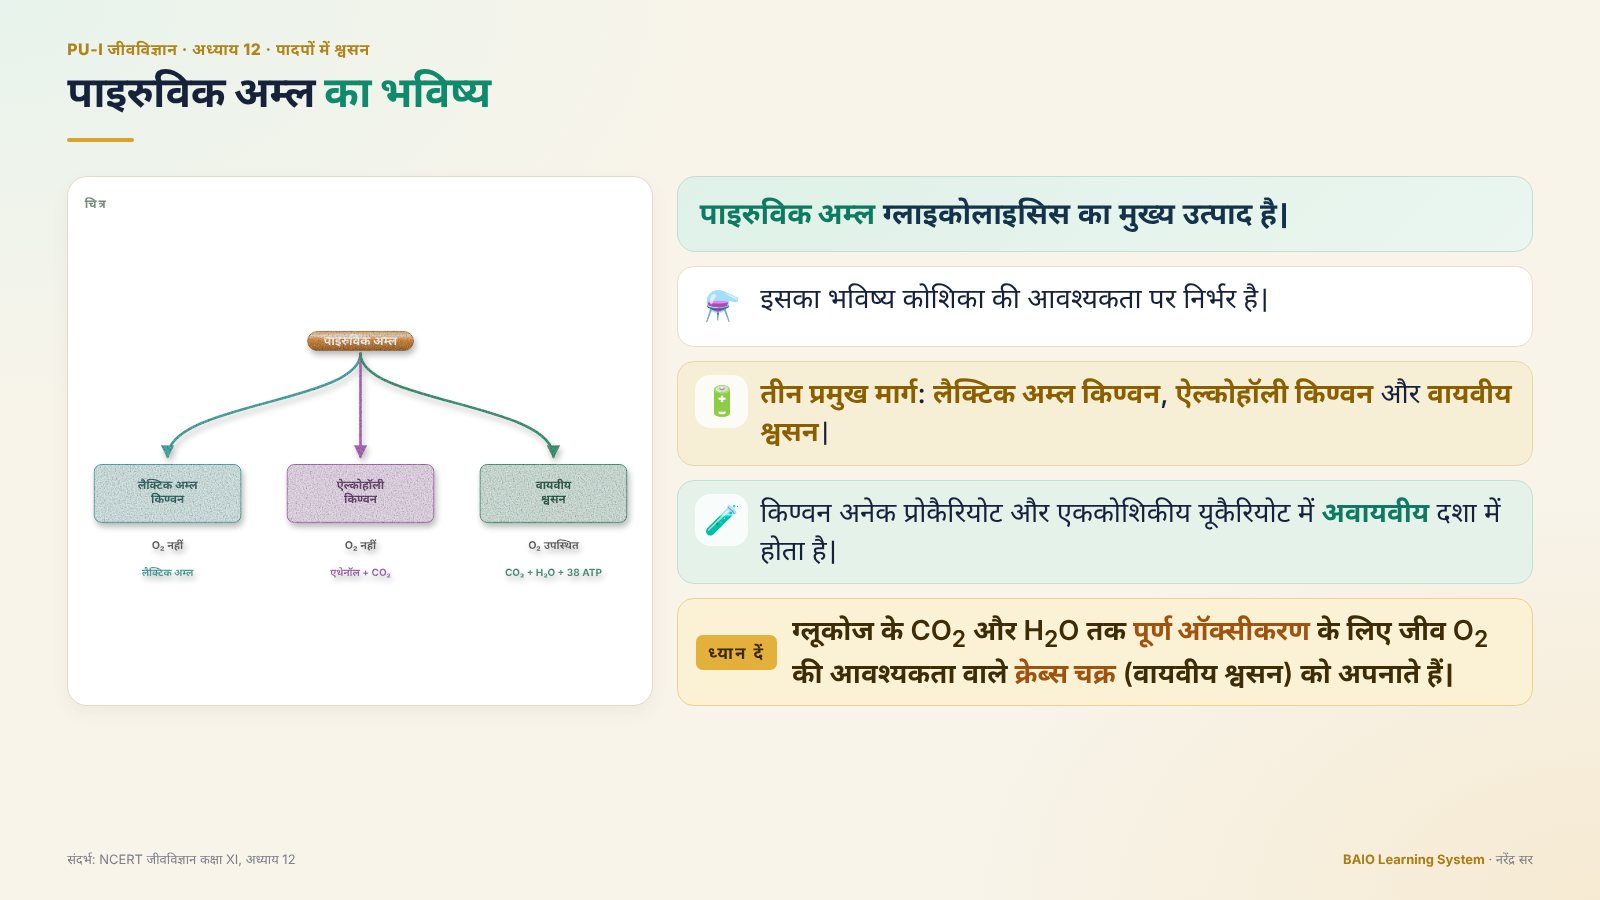 PU-I जीवविज्ञान · अध्याय 12 · पादपों में श्वसन
पाइरुविक अम्ल का भविष्य
चित्र
पाइरुविक अम्ल
लैक्टिक अम्ल
किण्वन
ऐल्कोहॉली
किण्वन
वायवीय
श्वसन
O₂ नहीं
O₂ नहीं
O₂ उपस्थित
लैक्टिक अम्ल
एथेनॉल + CO₂
CO₂ + H₂O + 38 ATP
पाइरुविक अम्ल ग्लाइकोलाइसिस का मुख्य उत्पाद है|
इसका भविष्य कोशिका की आवश्यकता पर निर्भर है|
तीन प्रमुख मार्ग: लैक्टिक अम्ल किण्वन, ऐल्कोहॉली किण्वन और वायवीय
श्वसन|
किण्वन अनेक प्रोकैरियोट और एककोशिकीय यूकैरियोट में अवायवीय दशा में
होता है|
ध्यान दें
ग्लूकोज के CO₂ और H₂O तक पूर्ण ऑक्सीकरण के लिए जीव O₂
की आवश्यकता वाले क्रेब्स चक्र (वायवीय श्वसन) को अपनाते हैं|
संदर्भ: NCERT जीवविज्ञान कक्षा XI, अध्याय 12
BAIO Learning System · नरेंद्र सर